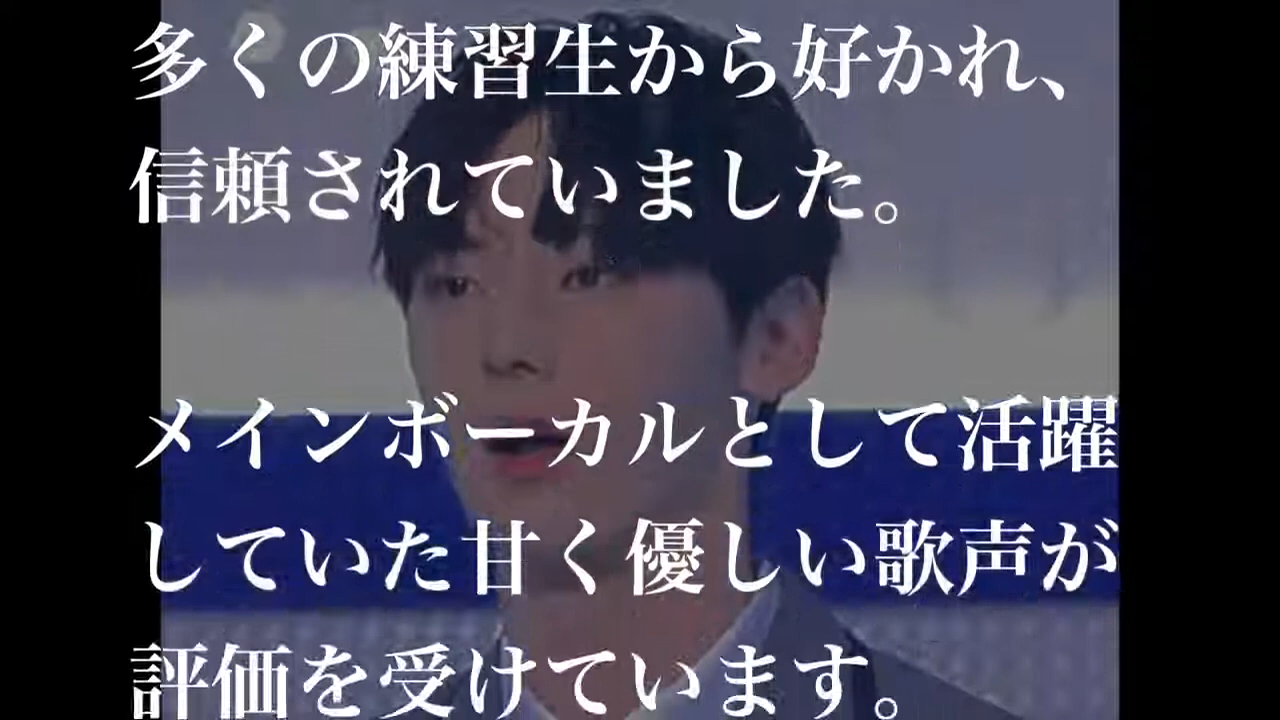 多くの練習生から好かれ、
信頼されていました。
メインボーカルとして活躍
していた甘く優しい歌声が
評価を受けています。